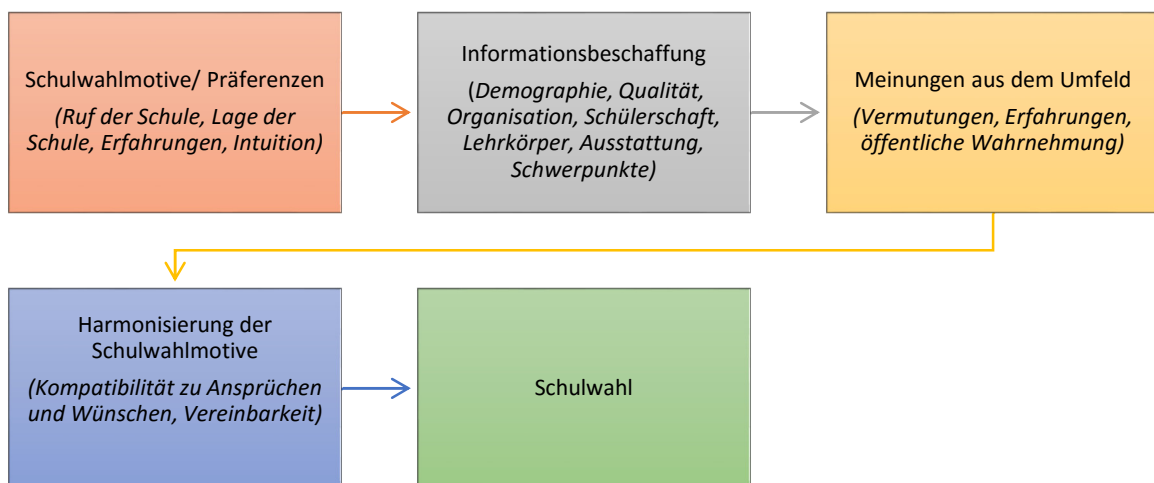 Schulwahlmotive/ Präferenzen
(Ruf der Schule, Lage der
Schule, Erfahrungen, Intuition)
Informationsbeschaffung
(Demographie, Qualität,
Organisation, Schülerschaft,
Lehrkörper, Ausstattung,
Schwerpunkte)
Meinungen aus dem Umfeld
(Vermutungen, Erfahrungen,
öffentliche Wahrnehmung)
Harmonisierung der
Schulwahlmotive
(Kompatibilität zu Ansprüchen
und Wünschen, Vereinbarkeit)
Schulwahl